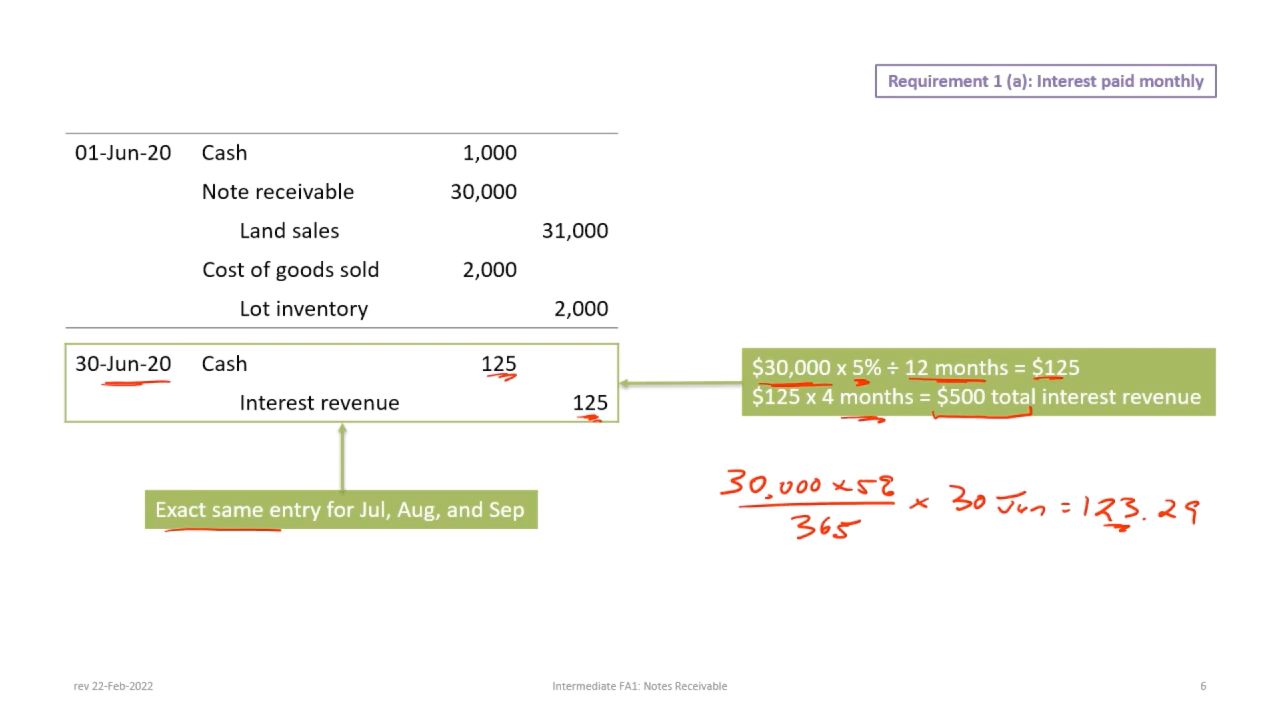 Requirement 1 (a): Interest paid monthly
01-Jun-20 Cash 1,000
Note receivable 30,000
Land sales 31,000
Cost of goods sold 2,000
Lot inventory 2,000
30-Jun-20 Cash 125
Interest revenue 125
$30,000 x 5% ÷ 12 months = $125
$125 x 4 months = $500 total interest revenue
Exact same entry for Jul, Aug, and Sep
30,000 x 5%
365
x 30 Jun = 123.29
rev 22-Feb-2022 Intermediate FA1: Notes Receivable 6